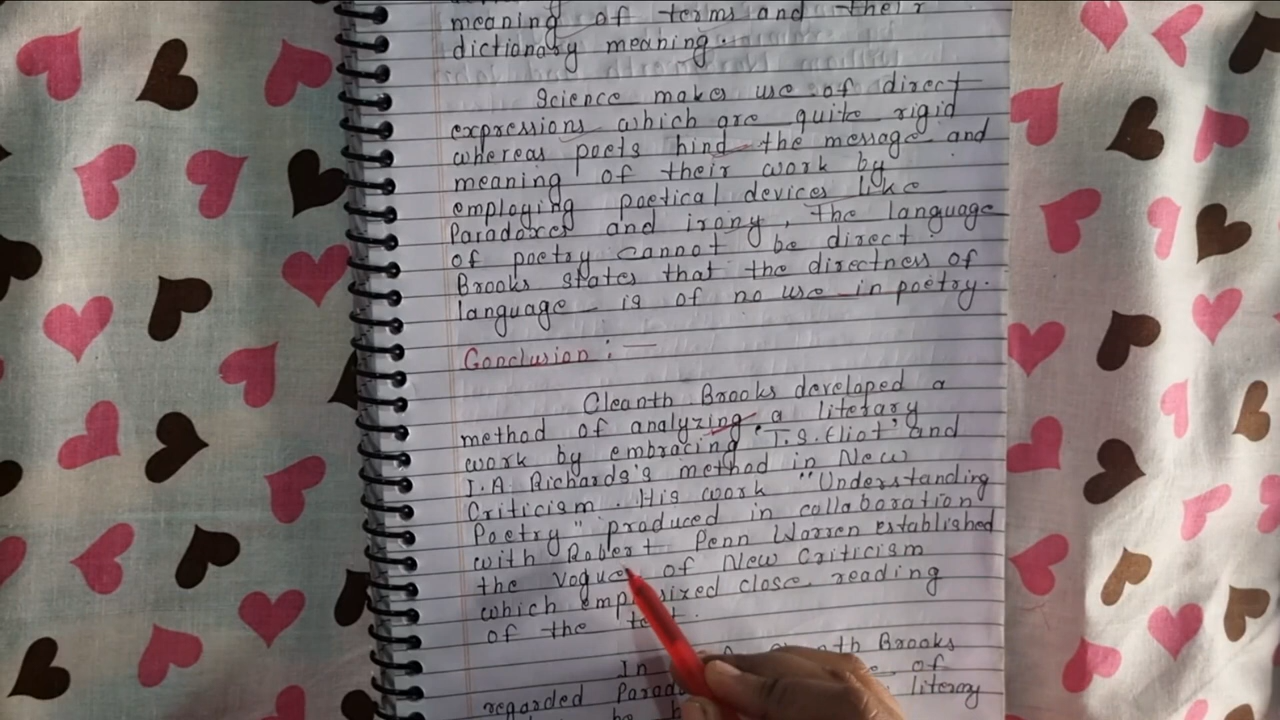 meaning of terms and their
dictionary meaning.
Science makes use of direct
expressions which are quite rigid
whereas poets hind the message and
meaning of their work by
employing poetical devices like
Paradoxes and irony, The language
of poetry cannot be direct.
Brooks states that the directness of
language is of no use in poetry.
Conclusion :—
Cleanth Brooks developed a
method of analyzing a literary
work by embracing 'T.S. Eliot' and
I.A Richards's method in New
Criticism. His work "Understanding
Poetry" produced in collaboration
with Robert Penn Warren established
the Vogue of New Criticism
which close reading
of the
In Brooks
regarded of
literary